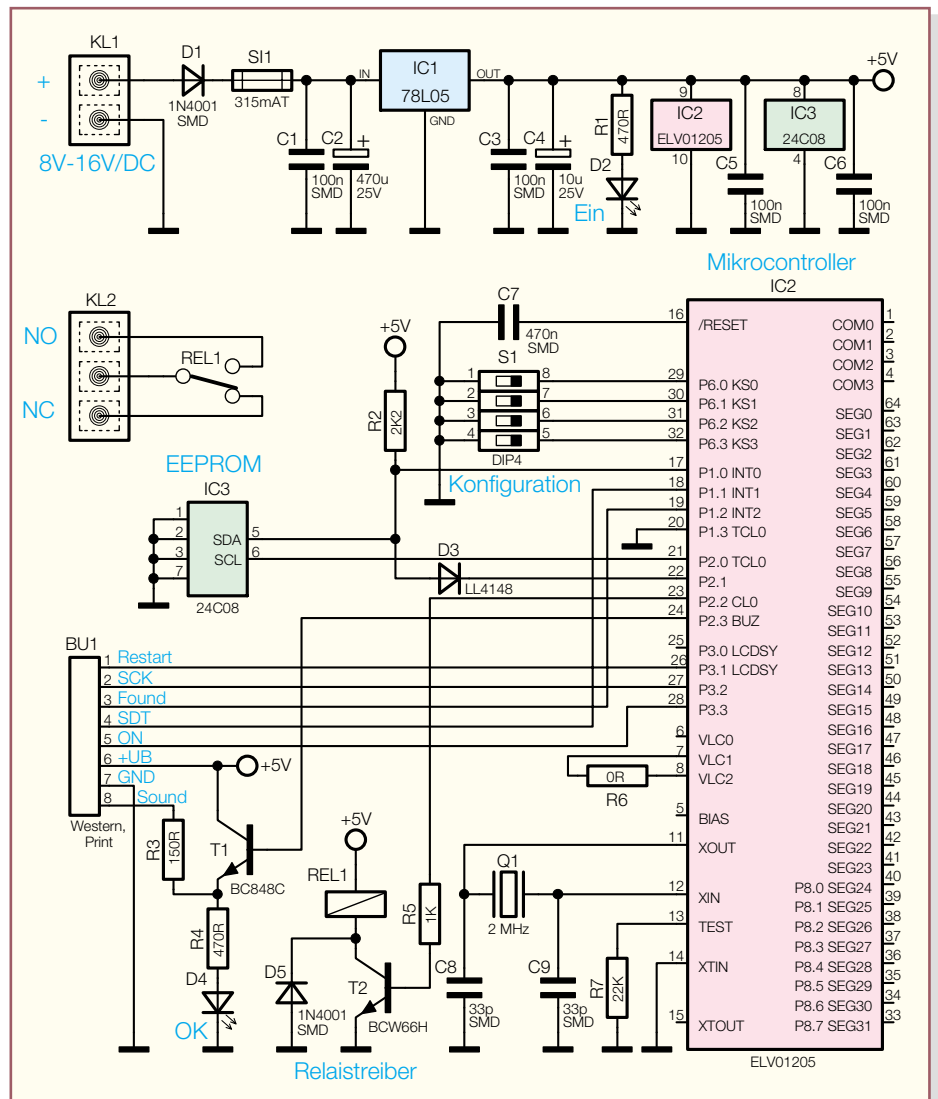 KL1
+
-
8V-16V/DC
D1
1N4001
SMD
SI1
315mAT
IN
IC1
78L05
OUT
GND
C1
100n
SMD
C2
+
470u
25V
C3
100n
SMD
C4
+
10u
25V
R1
470R
D2
Ein
9
IC2
ELV01205
10
C5
100n
SMD
8
IC3
24C08
4
C6
100n
SMD
+5V
KL2
NO
NC
REL1
+5V
R2
2K2
C7
470n
SMD
S1
1 8
2 7
3 6
4 5
DIP4
Konfiguration
EEPROM
IC3
1
2
3
7
SDA 5
SCL 6
24C08
D3
LL4148
BU1
1 Restart
2 SCK
3 Found
4 SDT
5 ON
6 +UB
7 GND
8 Sound
Western,
Print
+5V
R3
150R
T1
BC848C
R4
470R
D4
OK
+5V
REL1
D5
1N4001
SMD
T2
BCW66H
R5
1K
Relaistreiber
0R
R6
Q1
2 MHz
C8
33p
SMD
C9
33p
SMD
R7
22K
Mikrocontroller
IC2
16 /RESET
29 P6.0 KS0
30 P6.1 KS1
31 P6.2 KS2
32 P6.3 KS3
17 P1.0 INT0
18 P1.1 INT1
19 P1.2 INT2
20 P1.3 TCL0
21 P2.0 TCL0
22 P2.1
23 P2.2 CL0
24 P2.3 BUZ
25 P3.0 LCDSY
26 P3.1 LCDSY
27 P3.2
28 P3.3
6 VLC0
7 VLC1
8 VLC2
5 BIAS
11 XOUT
12 XIN
13 TEST
14 XTIN
15 XTOUT
COM0 1
COM1 2
COM2 3
COM3 4
SEG0 64
SEG1 63
SEG2 62
SEG3 61
SEG4 60
SEG5 59
SEG6 58
SEG7 57
SEG8 56
SEG9 55
SEG10 54
SEG11 53
SEG12 52
SEG13 51
SEG14 50
SEG15 49
SEG16 48
SEG17 47
SEG18 46
SEG19 45
SEG20 44
SEG21 43
SEG22 42
SEG23 41
P8.0 SEG24 40
P8.1 SEG25 39
P8.2 SEG26 38
P8.3 SEG27 37
P8.4 SEG28 36
P8.5 SEG29 35
P8.6 SEG30 34
P8.7 SEG31 33
ELV01205